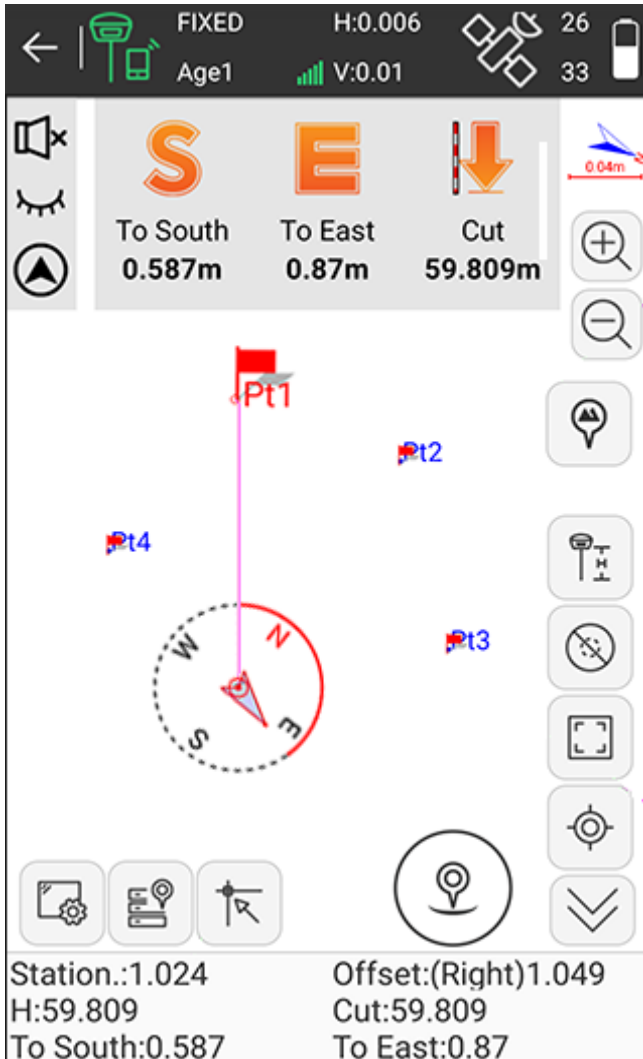 FIXED H:0.006 26
Age1 V:0.01 33
S E
To South To East Cut
0.587m 0.87m 59.809m
0.04m
Pt1
Pt2
Pt4
Pt3
N
W
E
S
H
Station.:1.024 Offset:(Right)1.049
H:59.809 Cut:59.809
To South:0.587 To East:0.87